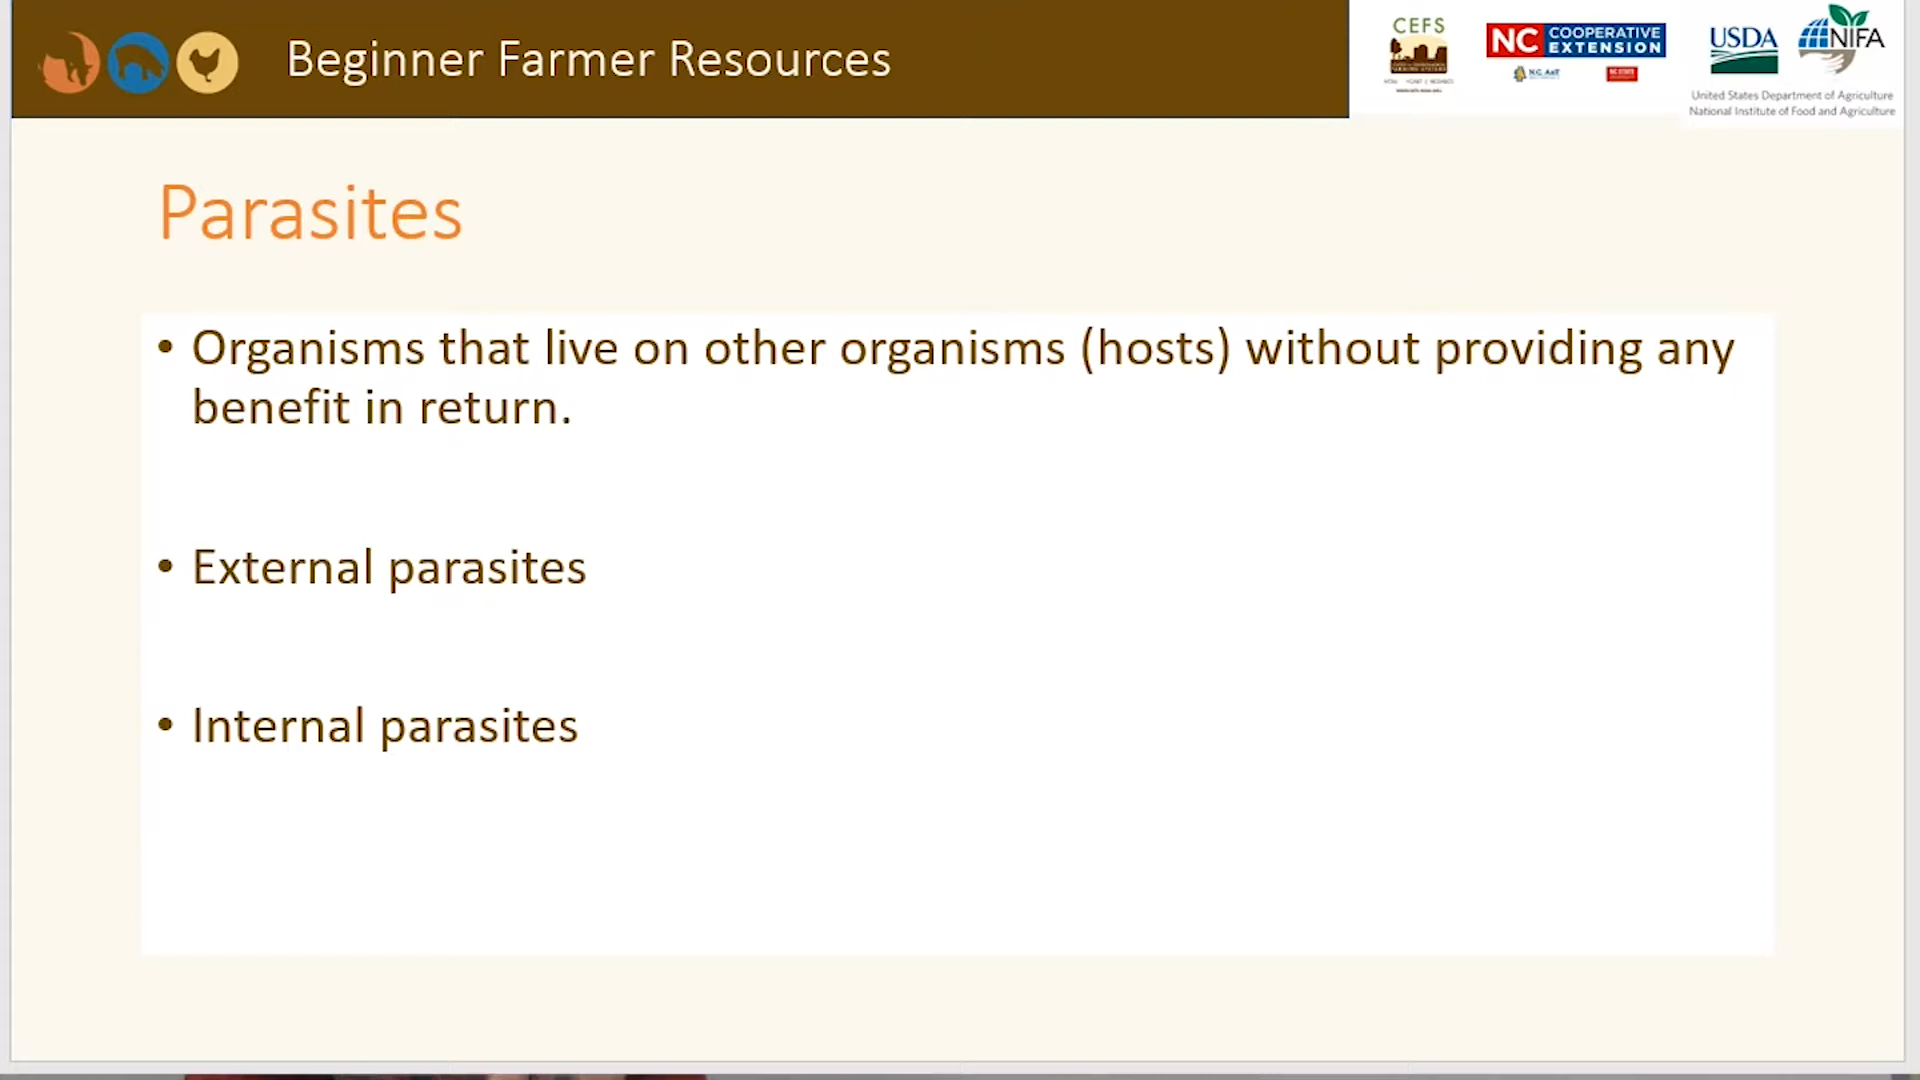 Beginner Farmer Resources
CEFS
NC COOPERATIVE
EXTENSION
N.C. A&T
NC STATE
USDA
NIFA
United States Department of Agriculture
National Institute of Food and Agriculture
Parasites
• Organisms that live on other organisms (hosts) without providing any
benefit in return.
• External parasites
• Internal parasites